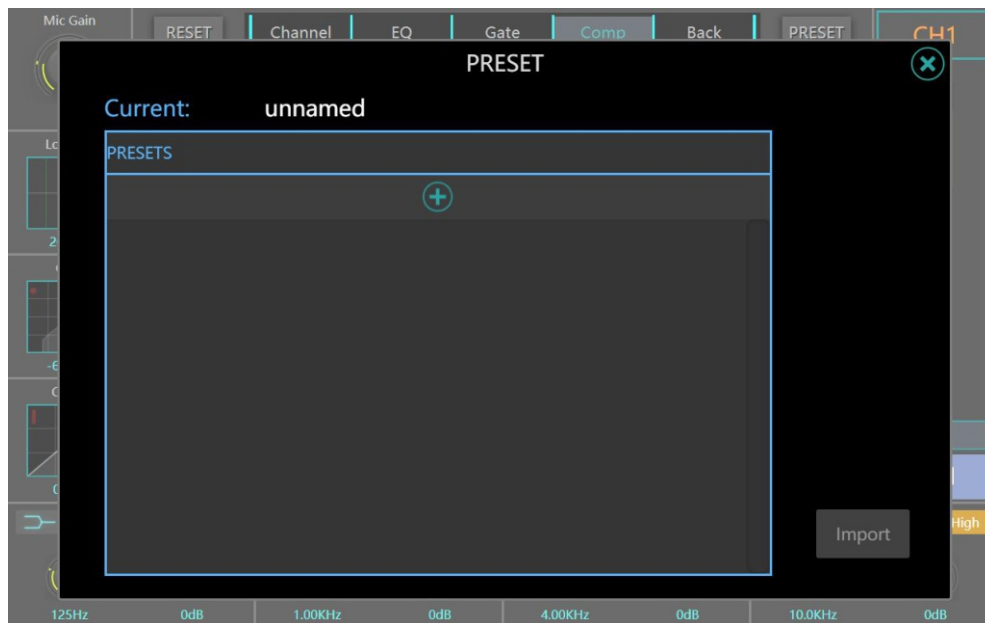 Mic Gain
RESET
Channel
EQ
Gate
Comp
Back
PRESET
CH1
PRESET
Current: unnamed
PRESETS
Import
High
125Hz
0dB
1.00KHz
0dB
4.00KHz
0dB
10.0KHz
0dB